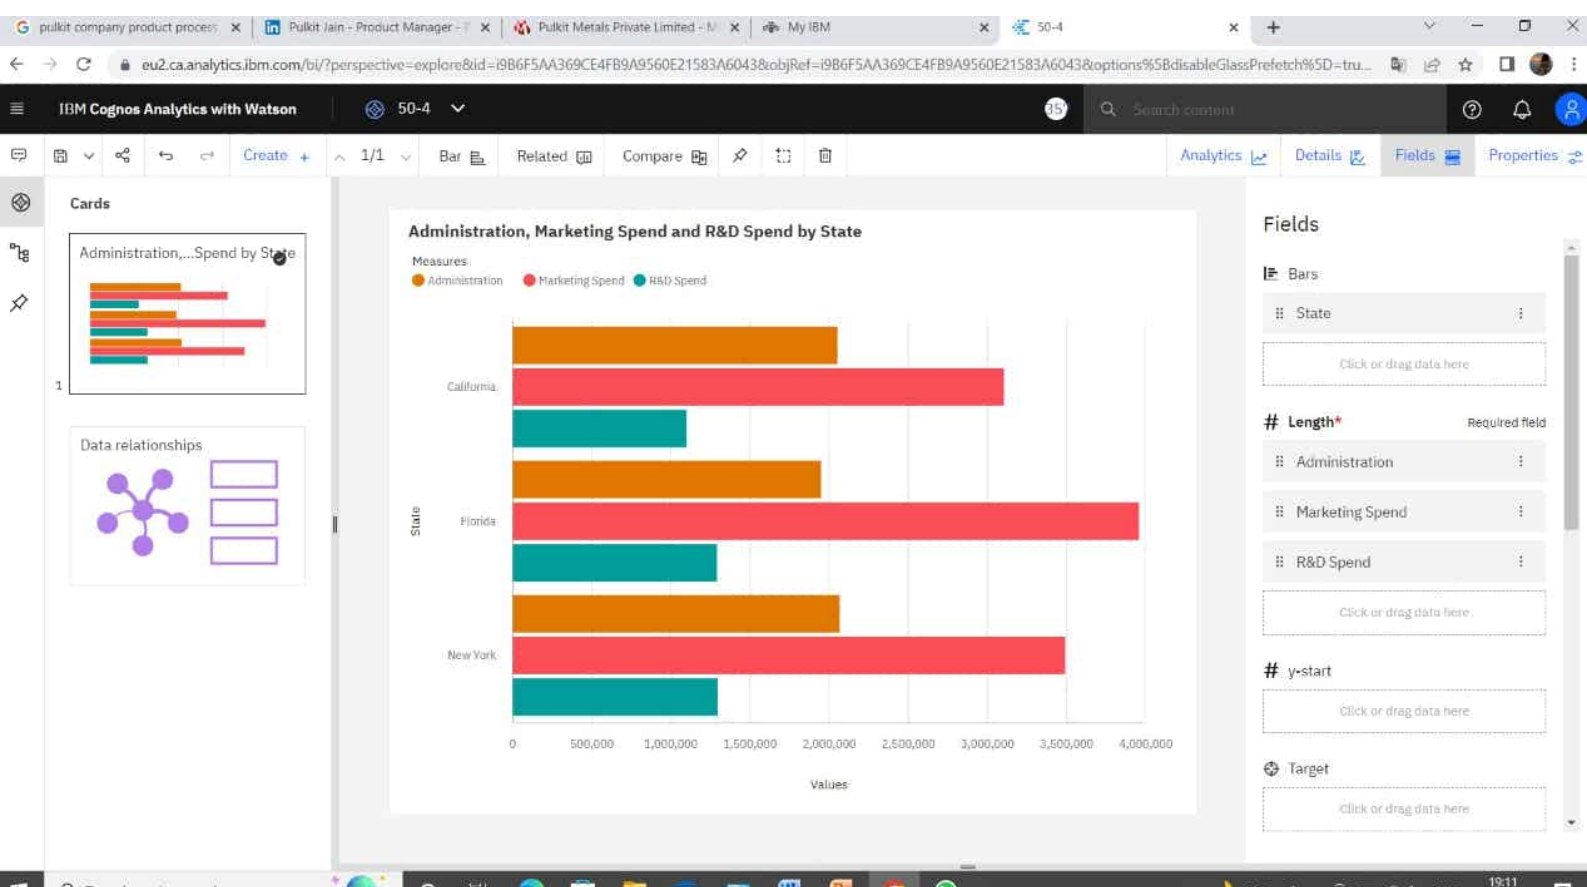 pulkit company product process
Pulkit Jain - Product Manager -
Pulkit Metals Private Limited - M
My IBM
50-4
eu2.ca.analytics.ibm.com/bi/?perspective=explore&id=i9B6F5AA369CE4FB9A9560E21583A6043&objRef=i9B6F5AA369CE4FB9A9560E21583A6043&options%5BdisableGlassPrefetch%5D=tru...
IBM Cognos Analytics with Watson
50-4
35
Search content
Create +
1/1
Bar
Related
Compare
Analytics
Details
Fields
Properties
Cards
Administration,...Spend by State
1
Data relationships
Administration, Marketing Spend and R&D Spend by State
Measures
Administration
Marketing Spend
R&D Spend
State
California
Florida
New York
0
500,000
1,000,000
1,500,000
2,000,000
2,500,000
3,000,000
3,500,000
4,000,000
Values
Fields
Bars
State
Click or drag data here
# Length*
Required field
Administration
Marketing Spend
R&D Spend
Click or drag data here
# y-start
Click or drag data here
Target
Click or drag data here
19:11